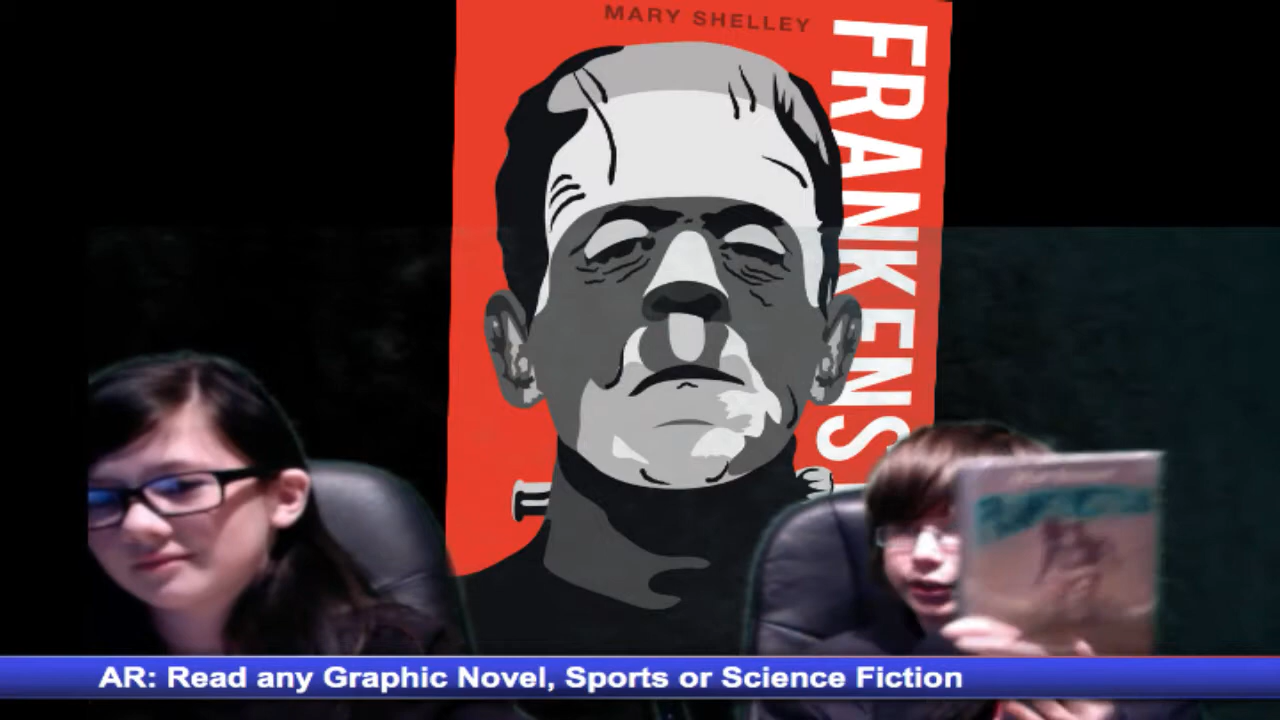 MARY SHELLEY
FRANKENS
AR: Read any Graphic Novel, Sports or Science Fiction